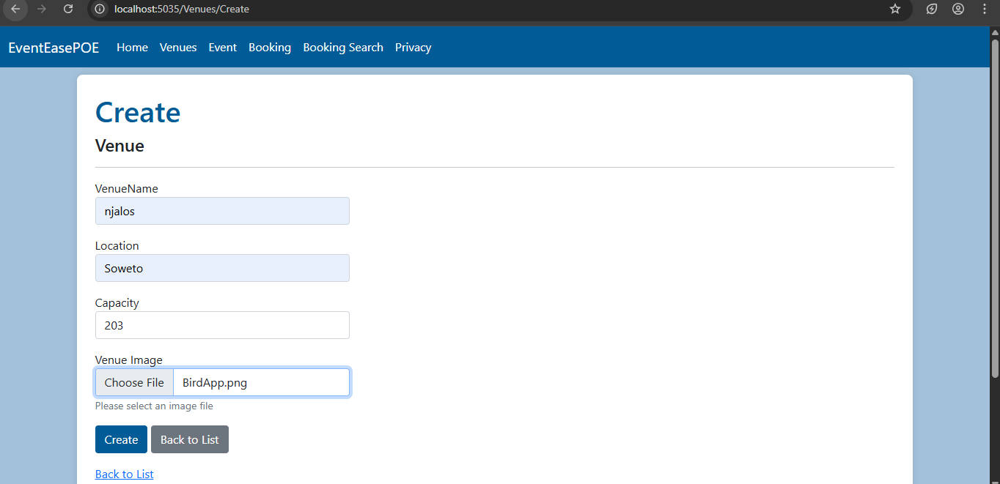 localhost:5035/Venues/Create
EventEasePOE Home Venues Event Booking Booking Search Privacy
Create
Venue
VenueName
njalos
Location
Soweto
Capacity
203
Venue Image
Choose File BirdApp.png
Please select an image file
Create Back to List
Back to List